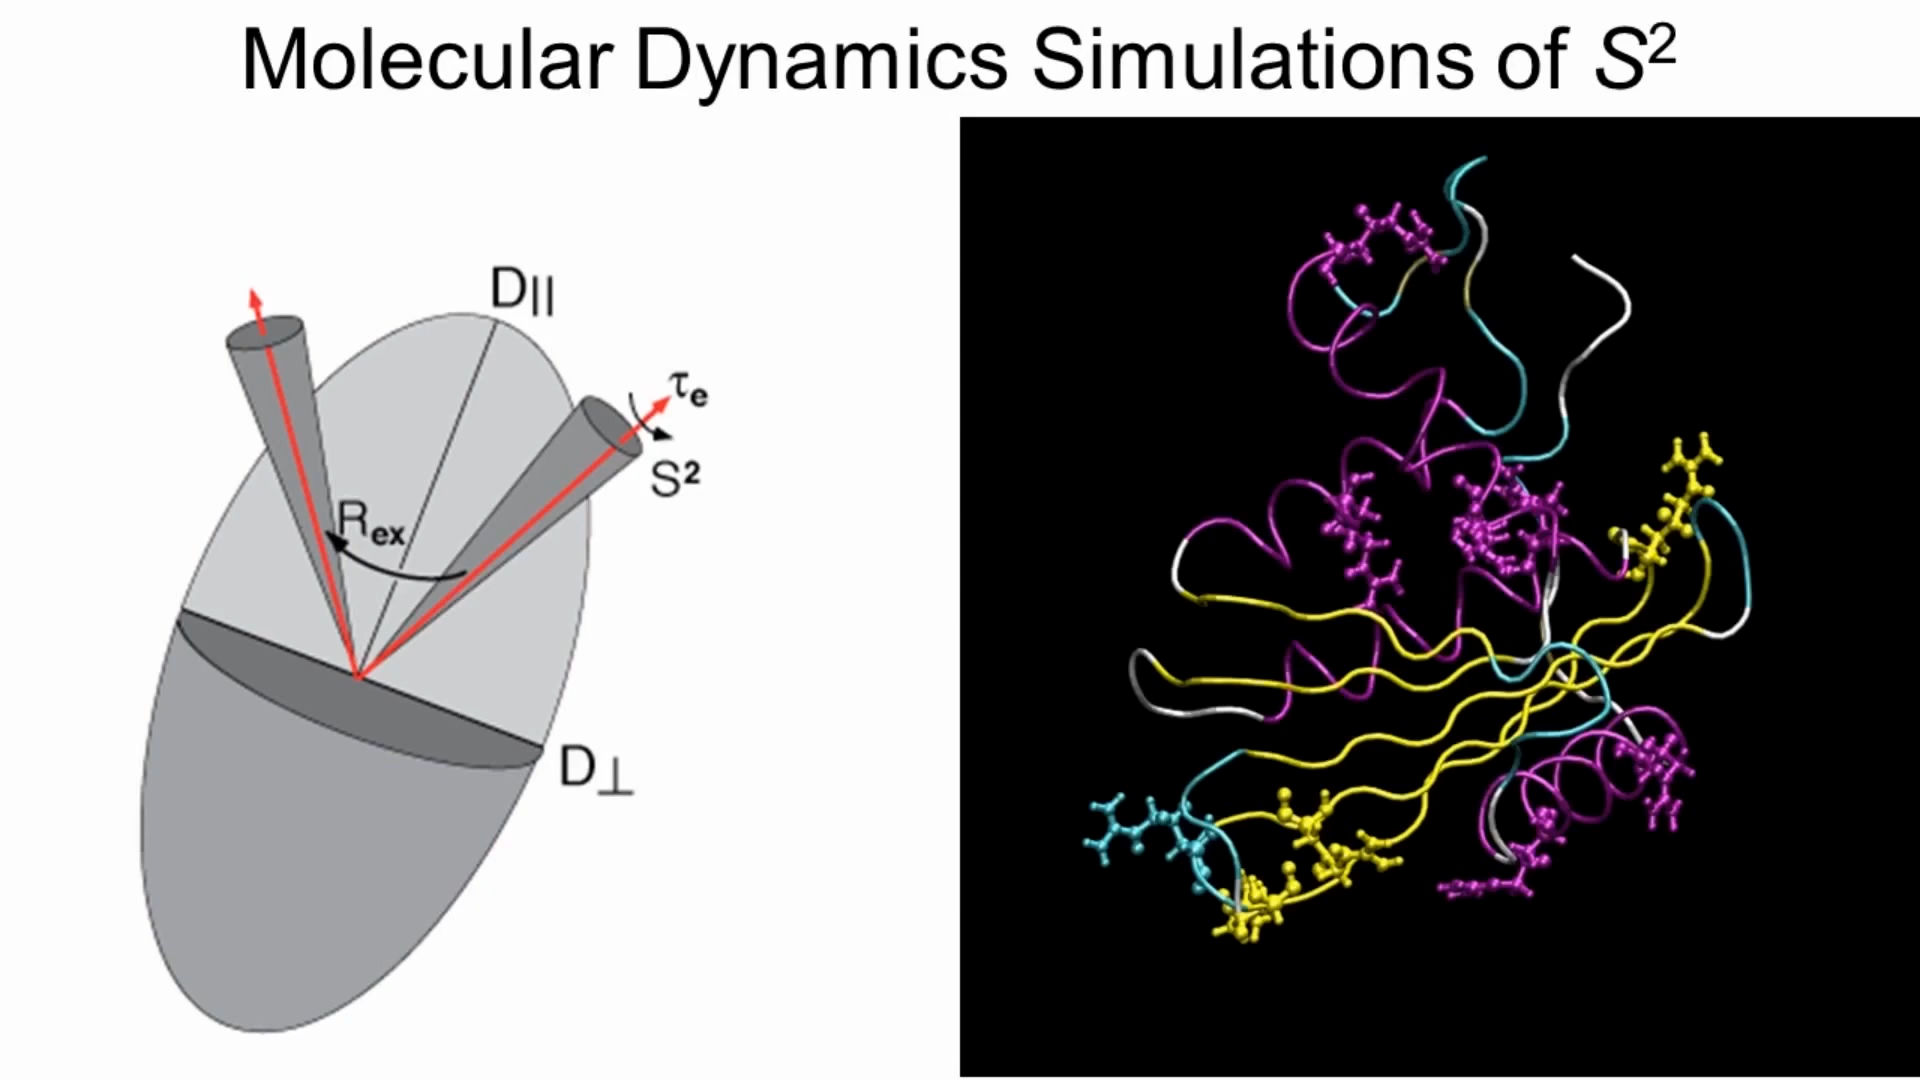 Molecular Dynamics Simulations of S²
D||
τe
S²
Rex
D⊥